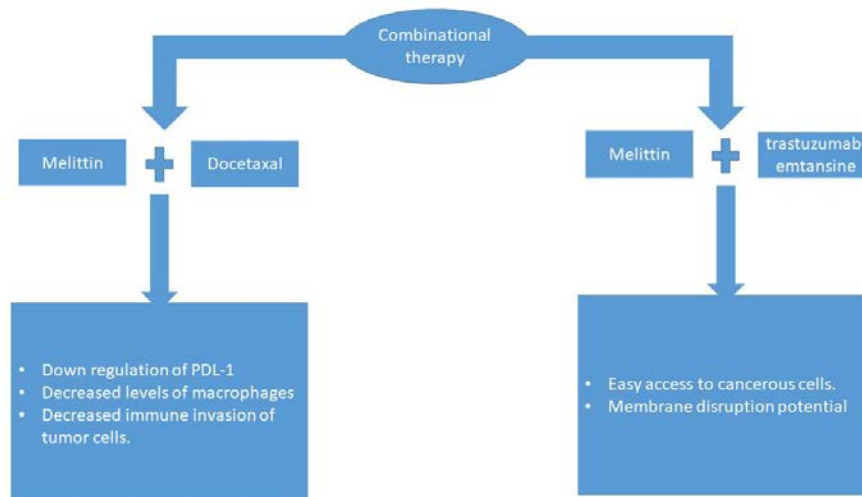 Combinational
therapy
Melittin
Docetaxal
Melittin
trastuzumab
emtansine
• Down regulation of PDL-1
• Decreased levels of macrophages
• Decreased immune invasion of
tumor cells.
• Easy access to cancerous cells.
• Membrane disruption potential